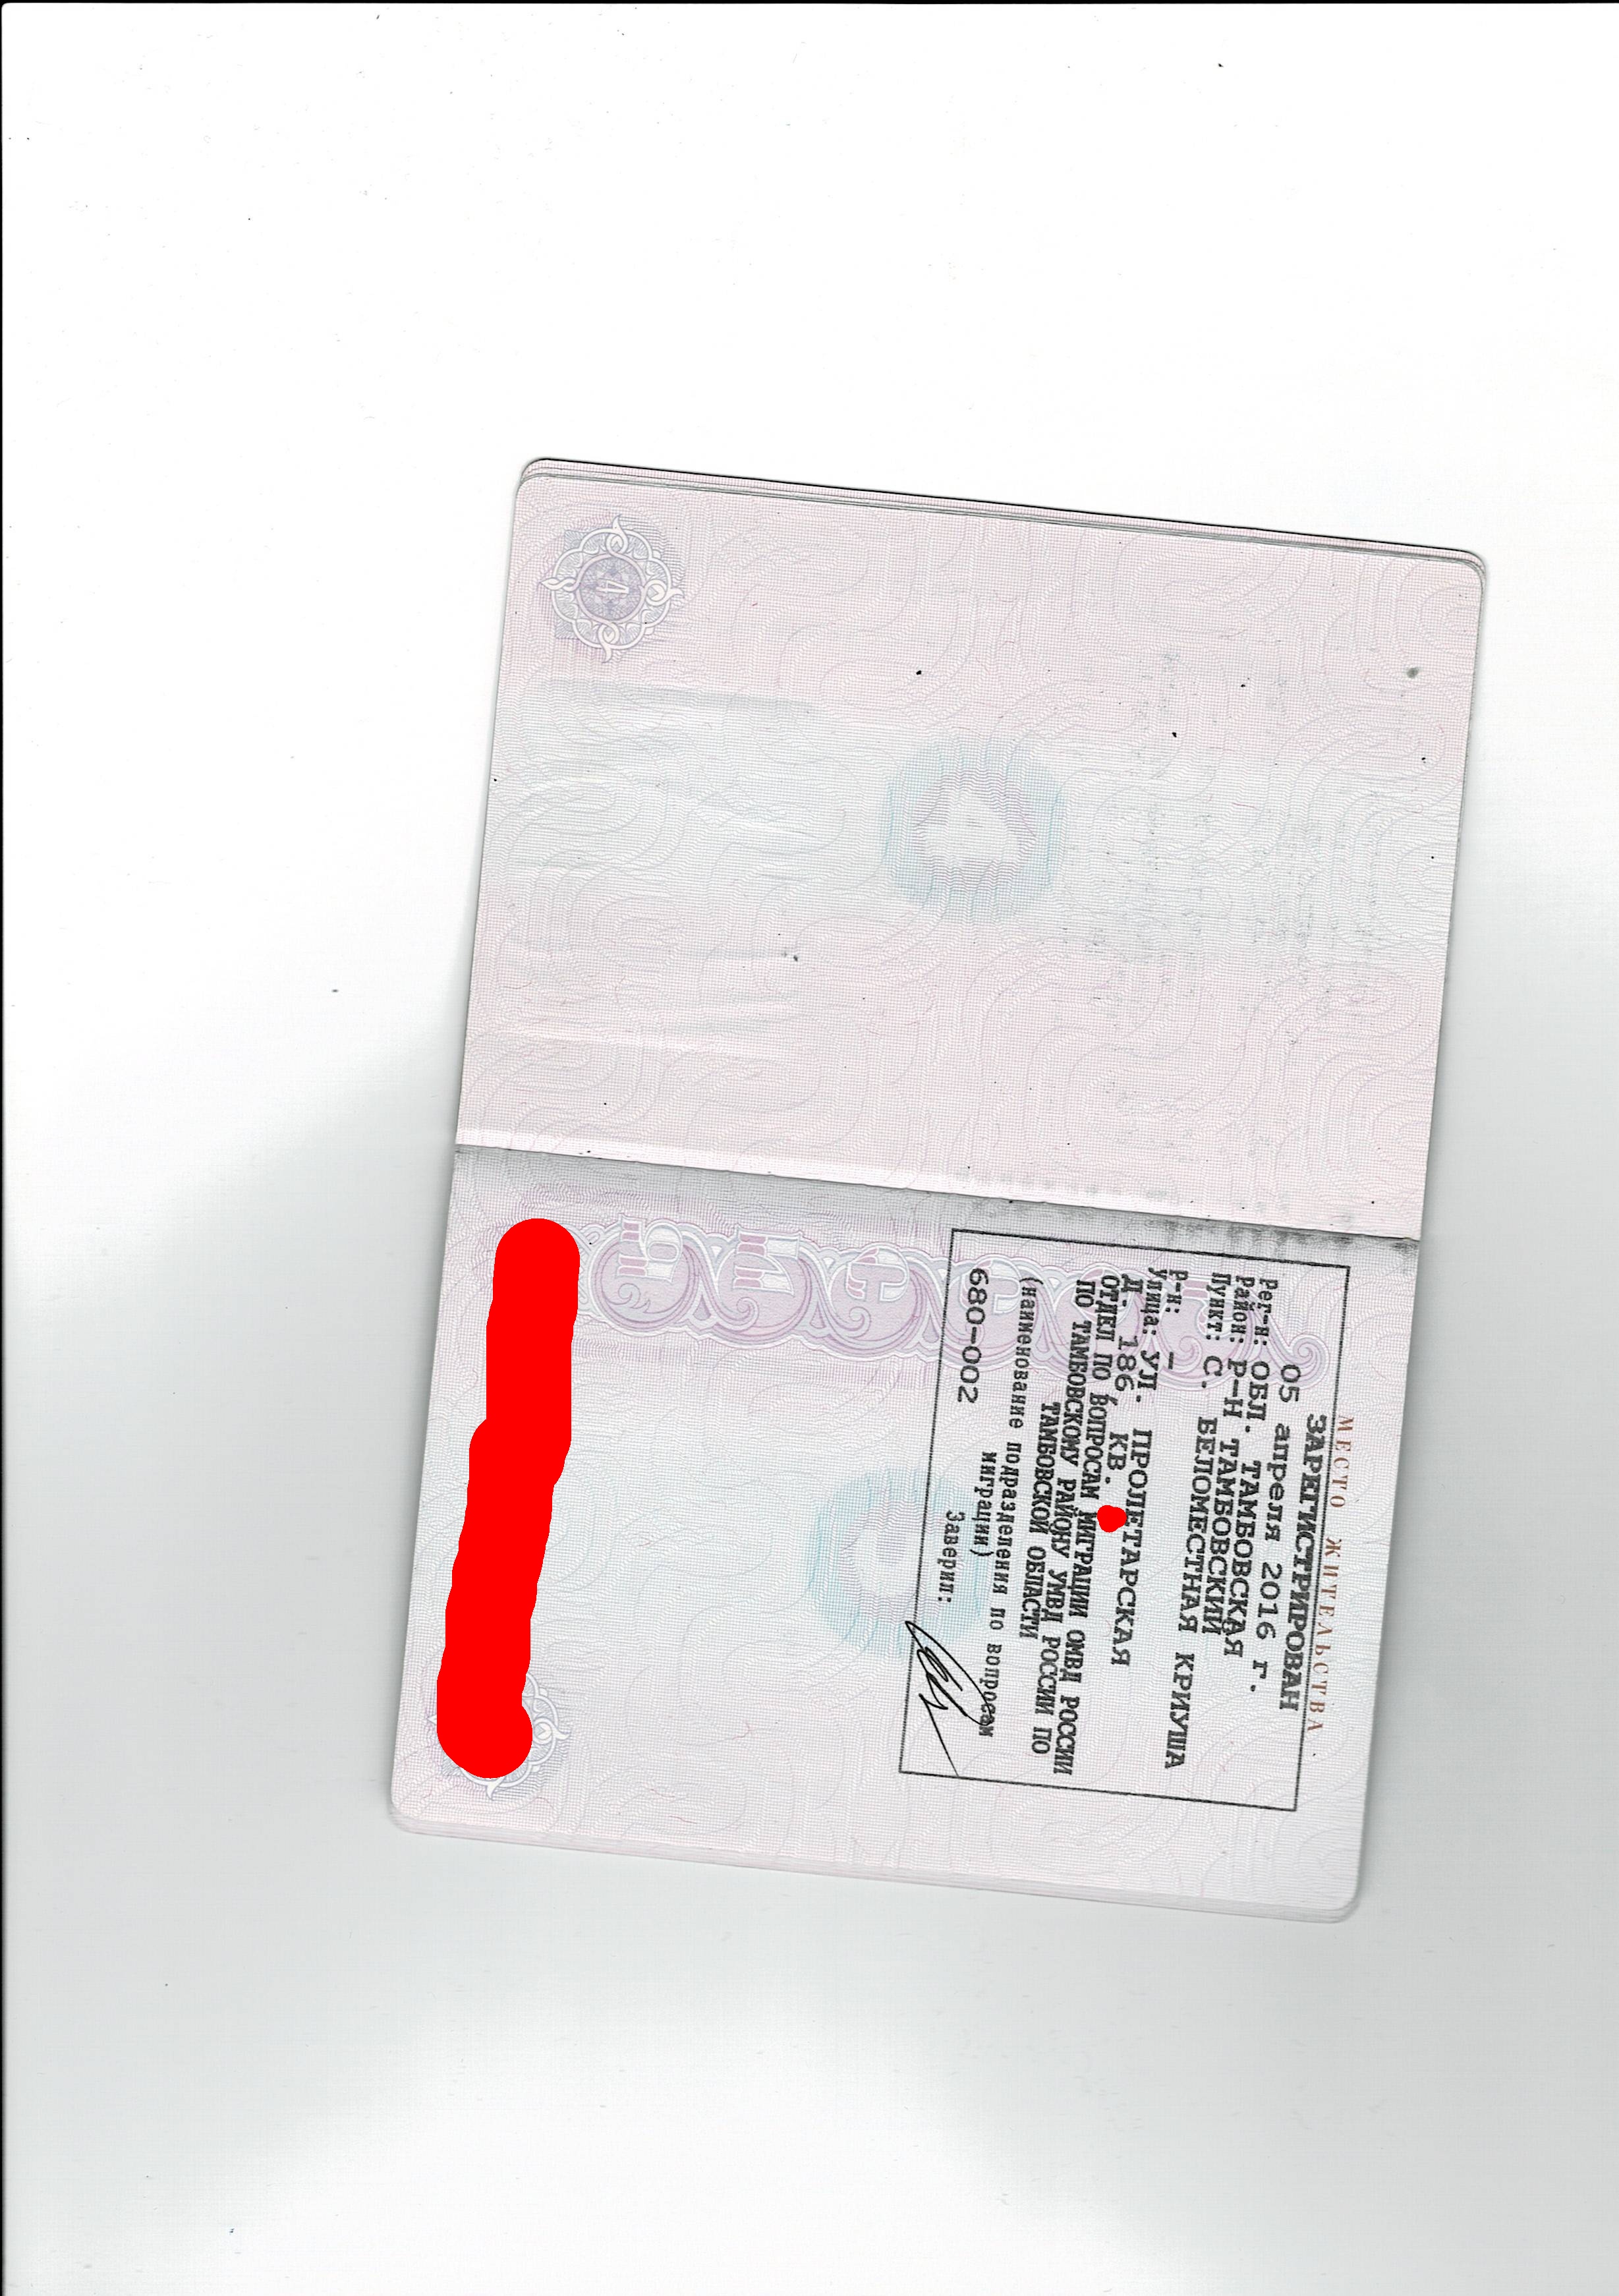 МЕСТО ЖИТЕЛЬСТВА
ЗАРЕГИСТРИРОВАН
05 апреля 2016 г.
Рег-н: ОБЛ. ТАМБОВСКАЯ
Район: Р-Н ТАМБОВСКИЙ
Пункт: С. БЕЛОМЕСТНАЯ КРИУША
Р-н: –
Улица: УЛ. ПРОЛЕТАРСКАЯ
Д. 186, КВ.
ОТДЕЛ ПО ВОПРОСАМ МИГРАЦИИ ОМВД РОССИИ
ПО ТАМБОВСКОМУ РАЙОНУ УМВД РОССИИ ПО
ТАМБОВСКОЙ ОБЛАСТИ
(наименование подразделения по вопросам
миграции)
680-002
Заверил: